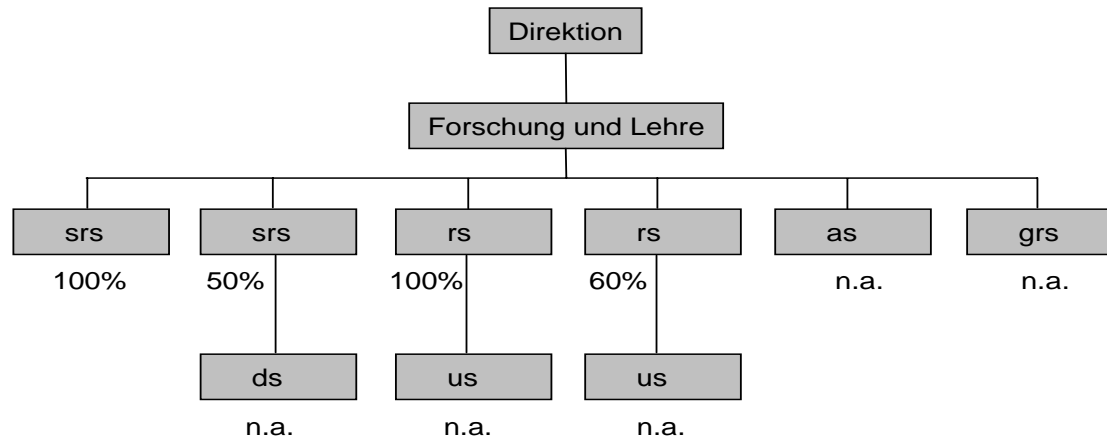 Direktion
Forschung und Lehre
srs srs rs rs as grs
100% 50% 100% 60% n.a. n.a.
ds us us
n.a. n.a. n.a.